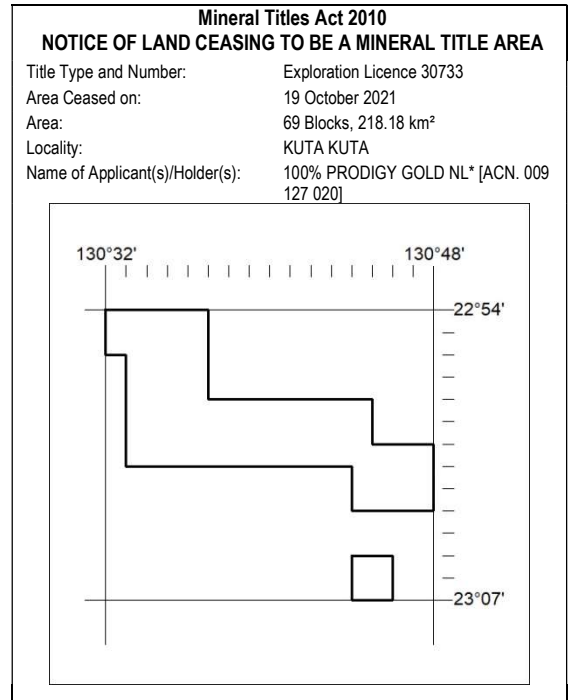 Mineral Titles Act 2010
NOTICE OF LAND CEASING TO BE A MINERAL TITLE AREA
Title Type and Number: Exploration Licence 30733
Area Ceased on: 19 October 2021
Area: 69 Blocks, 218.18 km²
Locality: KUTA KUTA
Name of Applicant(s)/Holder(s): 100% PRODIGY GOLD NL* [ACN. 009
127 020]
130°32' 130°48'
22°54'
23°07'